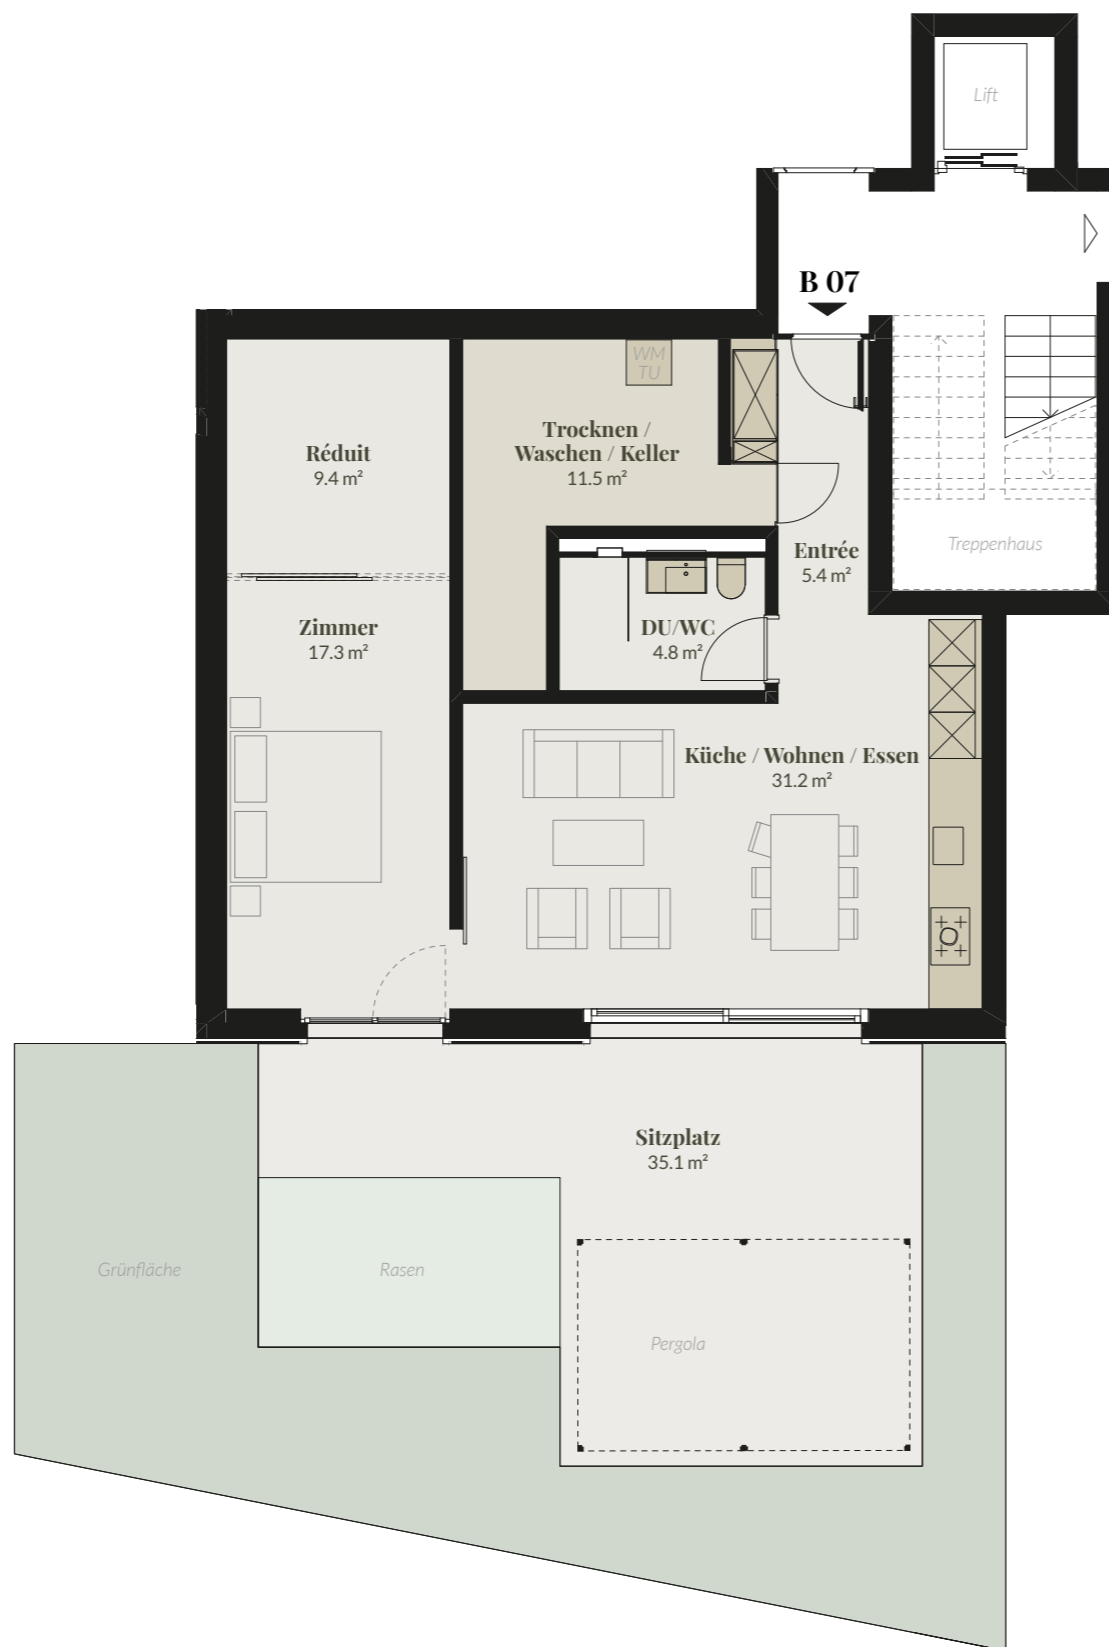 Lift
B 07
WM
TU
Trocknen /
Waschen / Keller
11.5 m²
Réduit
9.4 m²
Entrée
5.4 m²
Treppenhaus
Zimmer
17.3 m²
DU/WC
4.8 m²
Küche / Wohnen / Essen
31.2 m²
Sitzplatz
35.1 m²
Grünfläche
Rasen
Pergola